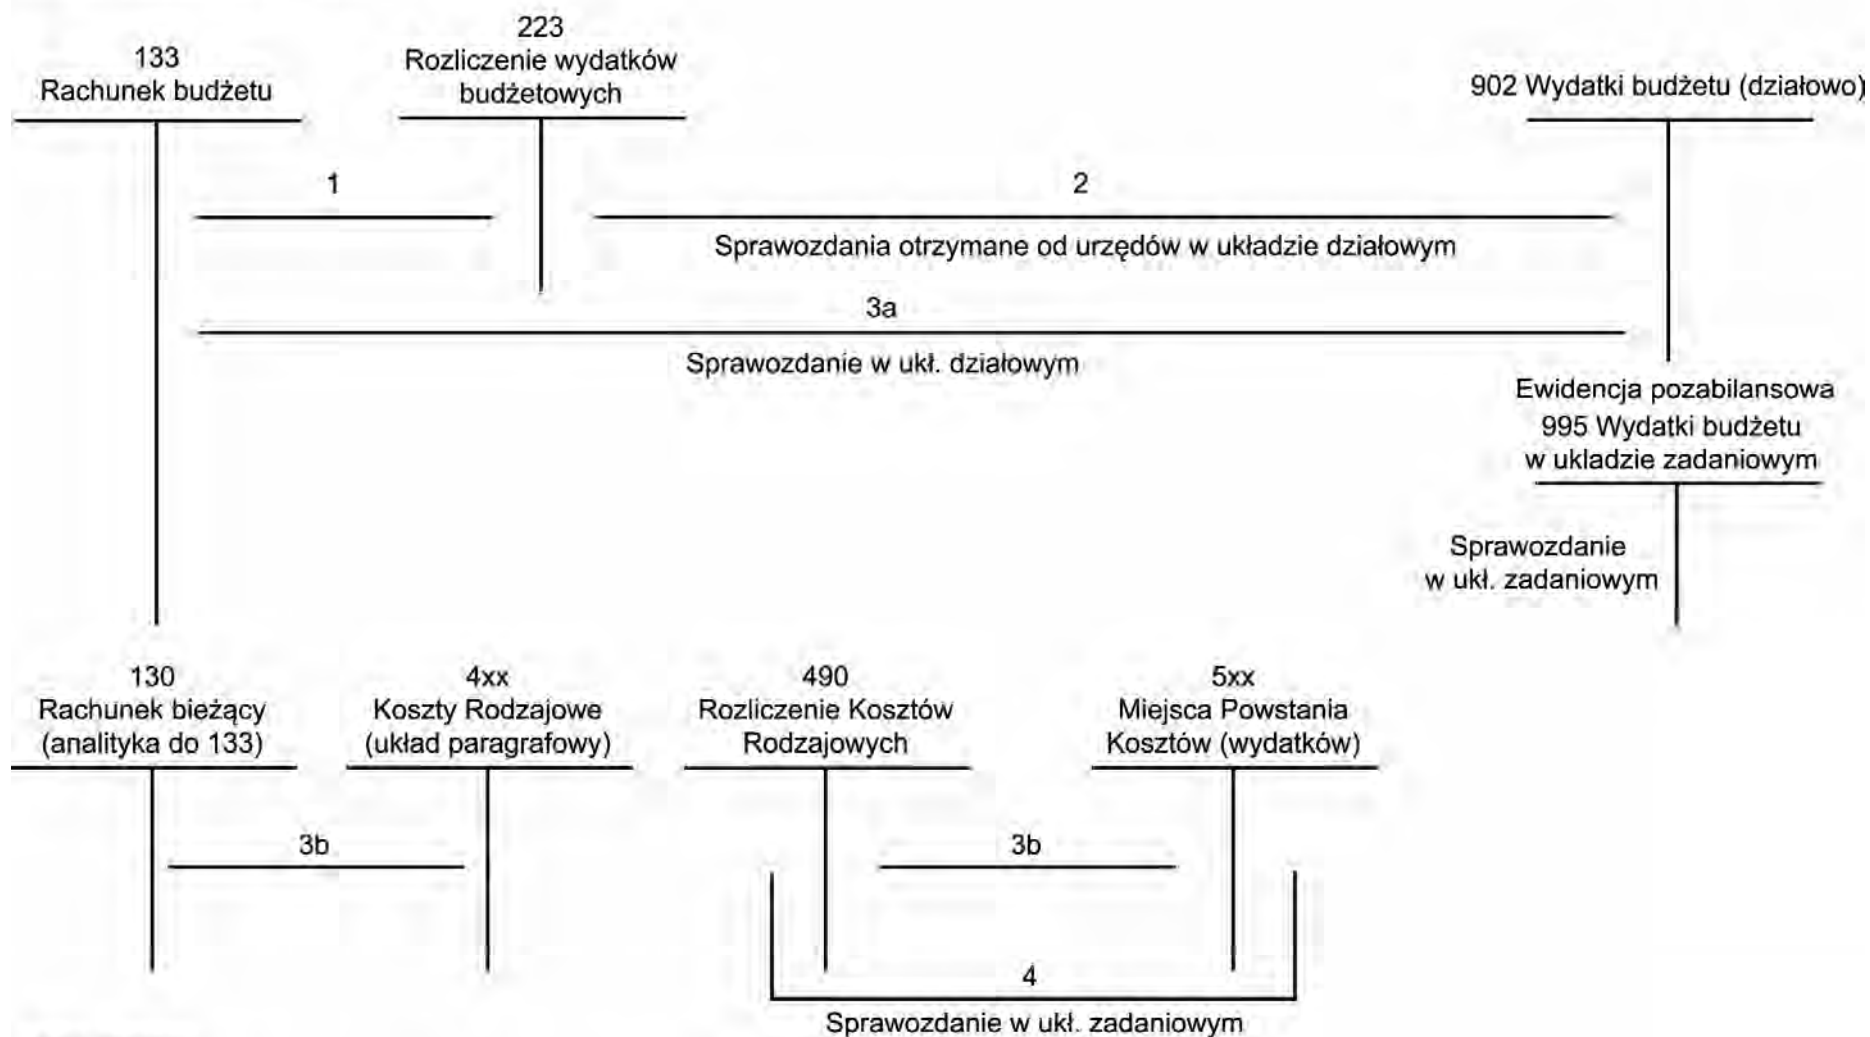 133
Rachunek budżetu
223
Rozliczenie wydatków
budżetowych
902 Wydatki budżetu (działowo)
1
2
Sprawozdania otrzymane od urzędów w układzie działowym
3a
Sprawozdanie w ukł. działowym
Ewidencja pozabilansowa
995 Wydatki budżetu
w ukladzie zadaniowym
Sprawozdanie
w ukł. zadaniowym
130
Rachunek bieżący
(analityka do 133)
4xx
Koszty Rodzajowe
(układ paragrafowy)
490
Rozliczenie Kosztów
Rodzajowych
5xx
Miejsca Powstania
Kosztów (wydatków)
3b
3b
4
Sprawozdanie w ukł. zadaniowym